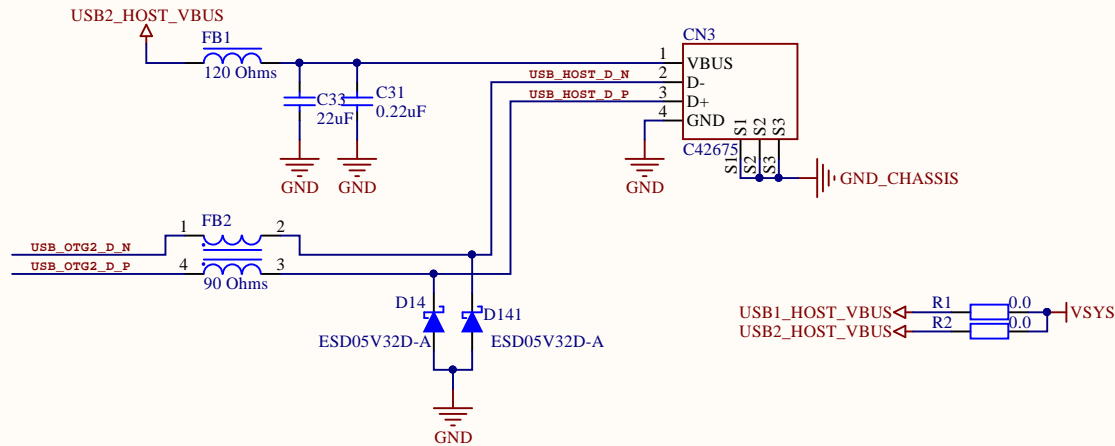 USB2_HOST_VBUS
FB1
120 Ohms
C33
22uF
C31
0.22uF
GND
GND
USB_HOST_D_N
USB_HOST_D_P
CN3
1
2
3
4
VBUS
D-
D+
GND
S1
S2
S3
C42675
S1
S2
S3
GND
GND_CHASSIS
USB_OTG2_D_N
USB_OTG2_D_P
1
FB2
2
4
3
90 Ohms
D14
D141
ESD05V32D-A
ESD05V32D-A
GND
USB1_HOST_VBUS
R1
0.0
USB2_HOST_VBUS
R2
0.0
VSYS